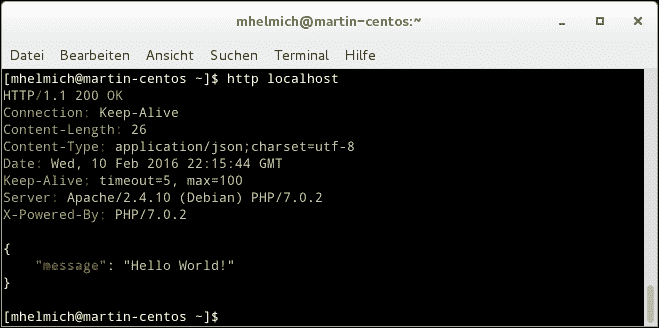 mhelmich@martin-centos:~
Datei Bearbeiten Ansicht Suchen Terminal Hilfe
[mhelmich@martin-centos ~]$ http localhost
HTTP/1.1 200 OK
Connection: Keep-Alive
Content-Length: 26
Content-Type: application/json;charset=utf-8
Date: Wed, 10 Feb 2016 22:15:44 GMT
Keep-Alive: timeout=5, max=100
Server: Apache/2.4.10 (Debian) PHP/7.0.2
X-Powered-By: PHP/7.0.2

{
    "message": "Hello World!"
}

[mhelmich@martin-centos ~]$